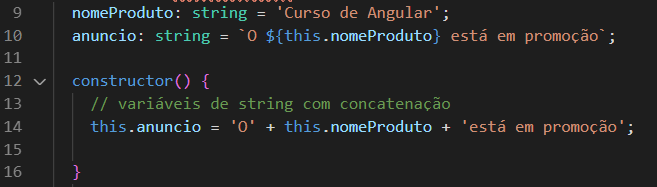 9 nomeProduto: string = 'Curso de Angular';
10 anuncio: string = `O ${this.nomeProduto} está em promoção`;
11
12 constructor() {
13 // variáveis de string com concatenação
14 this.anuncio = 'O' + this.nomeProduto + 'está em promoção';
15
16 }